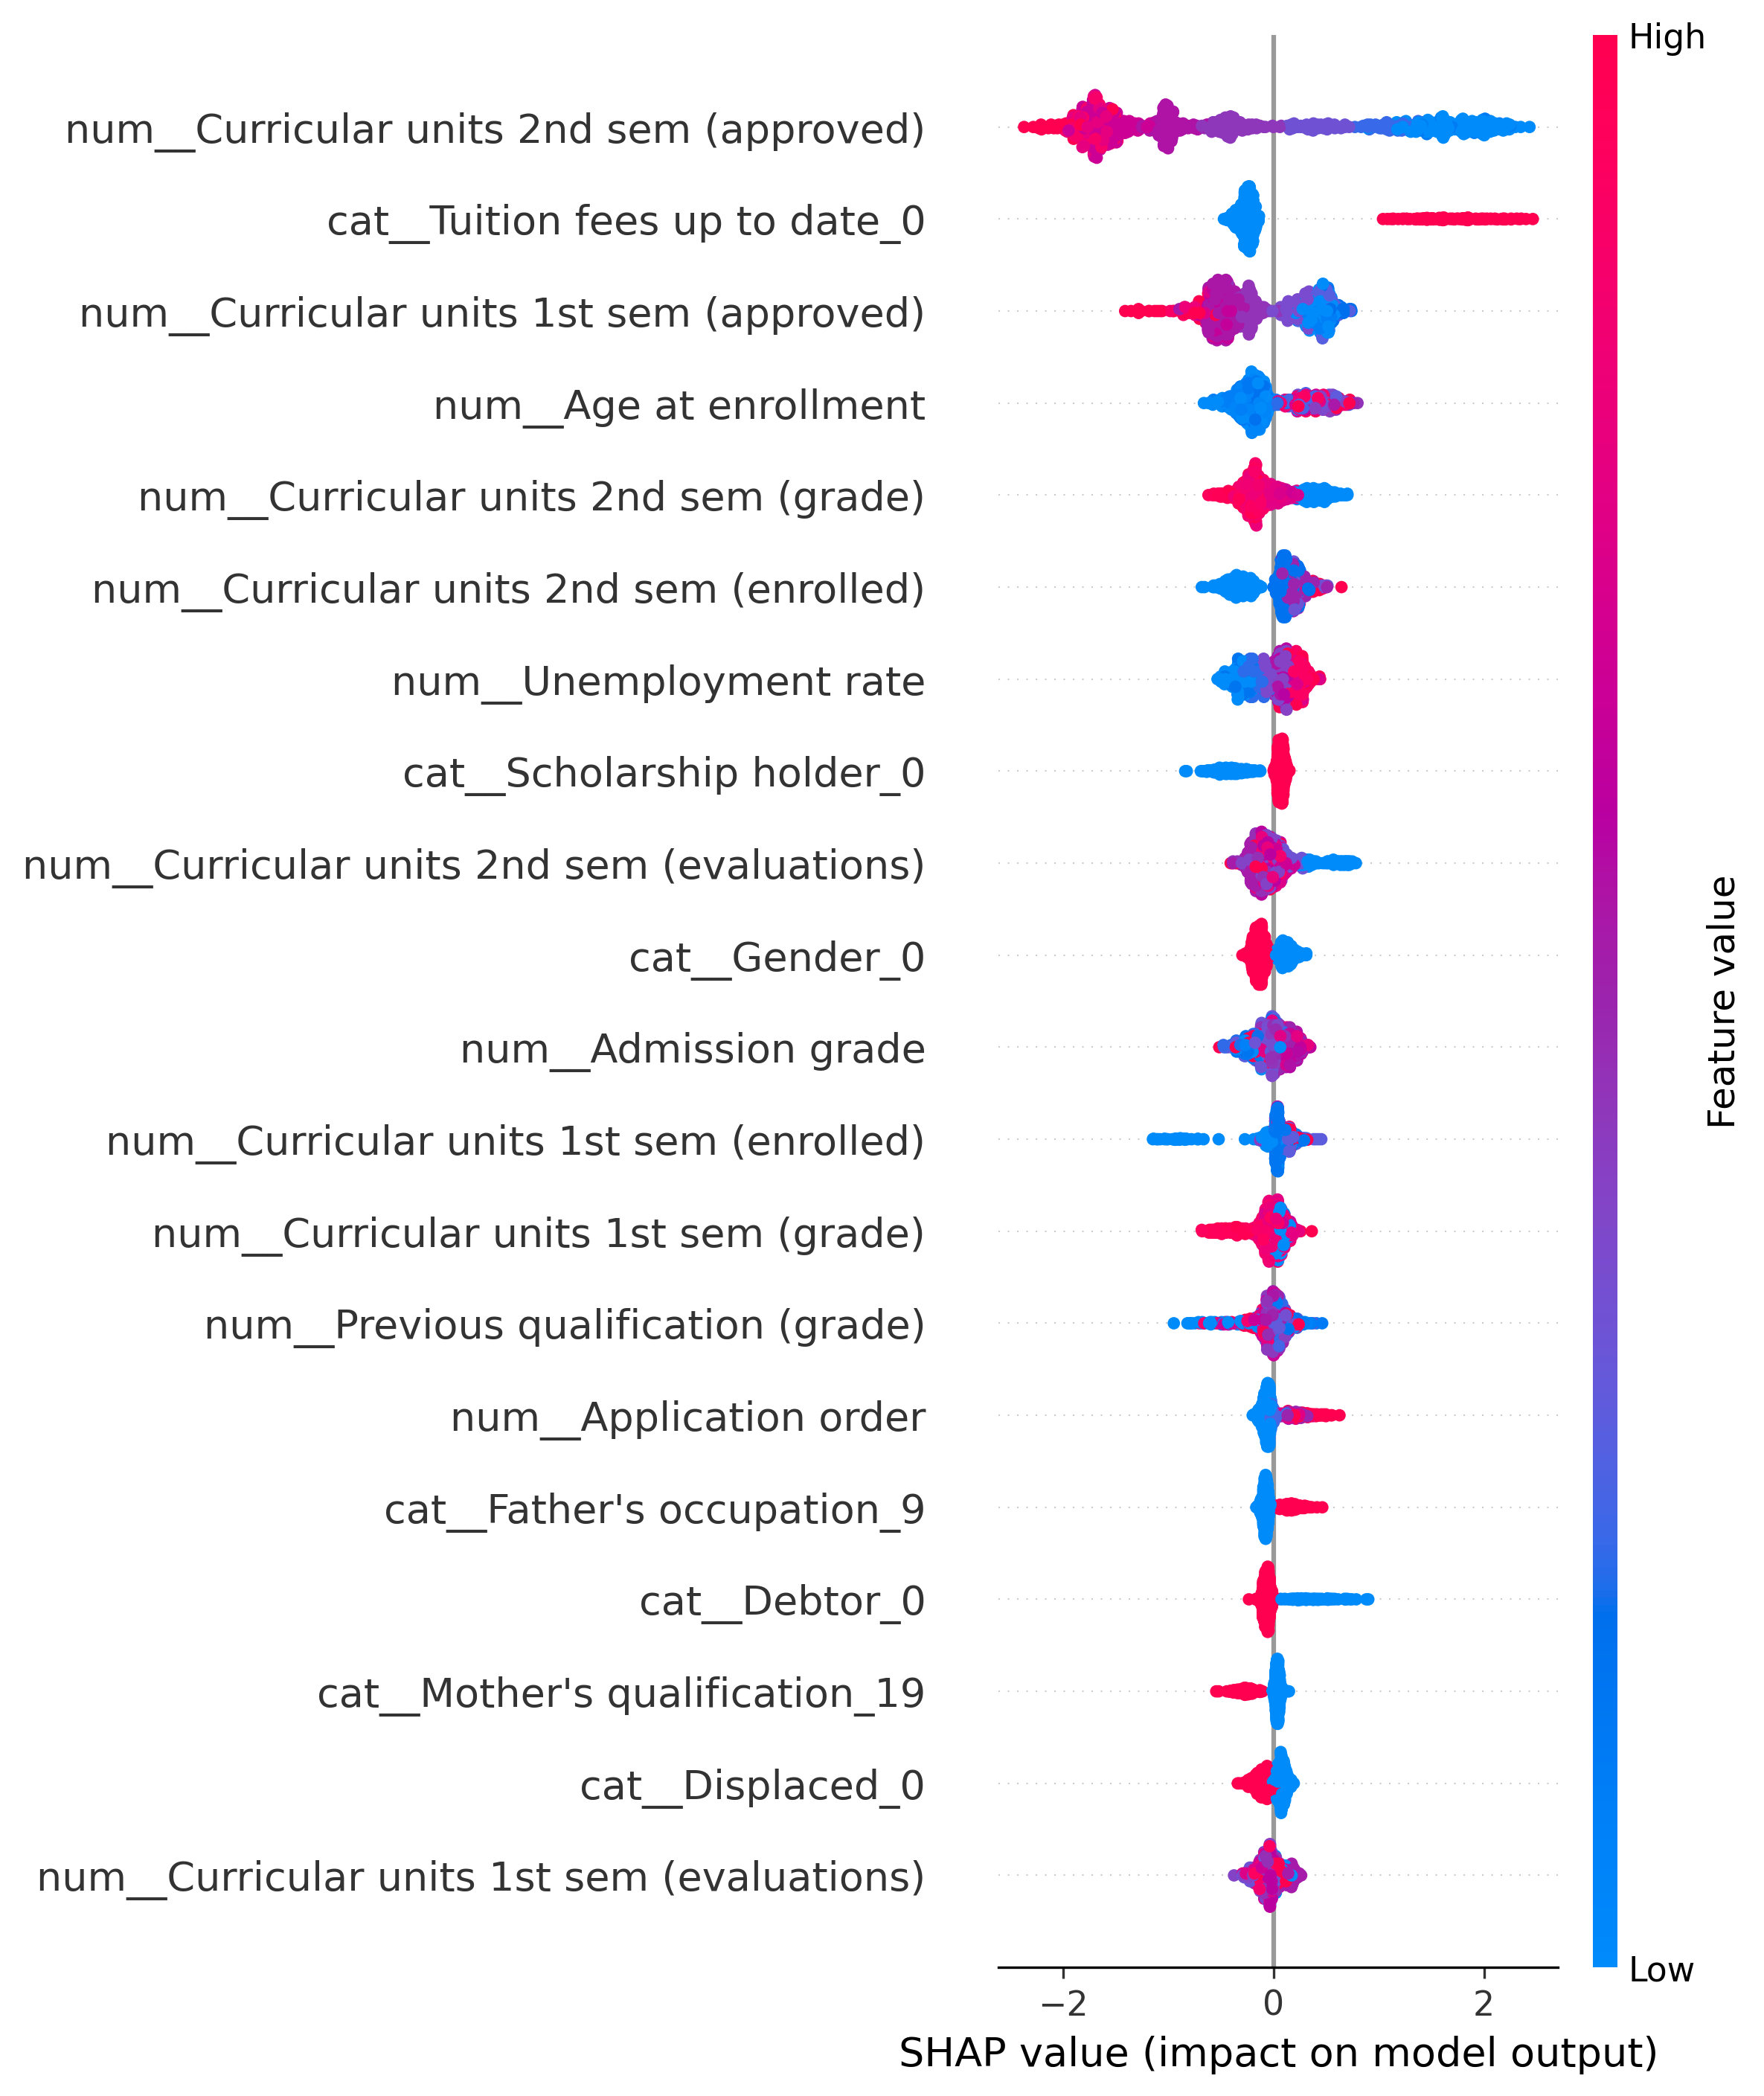 High
num__Curricular units 2nd sem (approved)
cat__Tuition fees up to date_0
num__Curricular units 1st sem (approved)
num__Age at enrollment
num__Curricular units 2nd sem (grade)
num__Curricular units 2nd sem (enrolled)
num__Unemployment rate
cat__Scholarship holder_0
num__Curricular units 2nd sem (evaluations)
cat__Gender_0
num__Admission grade
num__Curricular units 1st sem (enrolled)
num__Curricular units 1st sem (grade)
num__Previous qualification (grade)
num__Application order
cat__Father's occupation_9
cat__Debtor_0
cat__Mother's qualification_19
cat__Displaced_0
num__Curricular units 1st sem (evaluations)
Feature value
Low
−2 0 2
SHAP value (impact on model output)